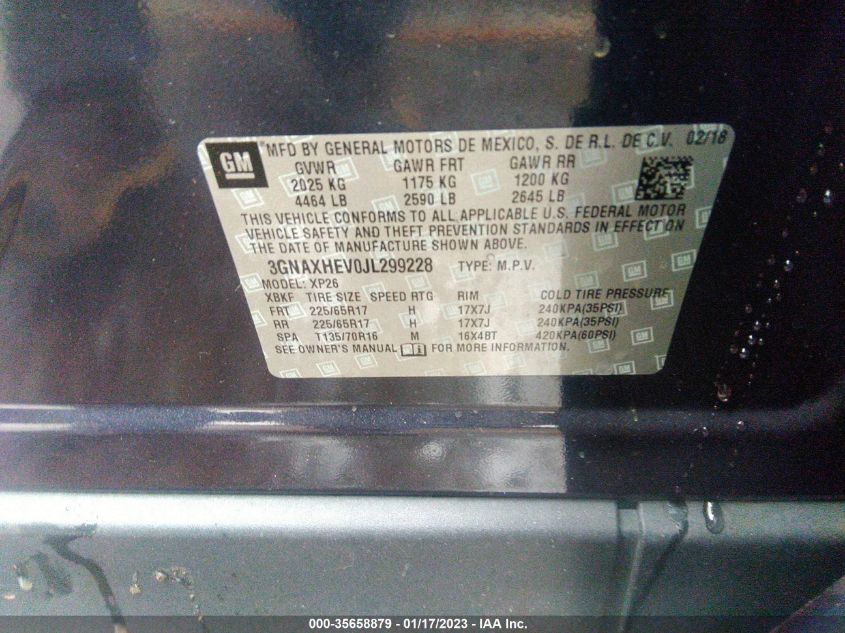 GM
MFD BY GENERAL MOTORS DE MEXICO, S. DE R.L. DE C.V. 02/18
GVWR GAWR FRT GAWR RR
2025 KG 1175 KG 1200 KG
4464 LB 2590 LB 2645 LB
THIS VEHICLE CONFORMS TO ALL APPLICABLE U.S. FEDERAL MOTOR
VEHICLE SAFETY AND THEFT PREVENTION STANDARDS IN EFFECT ON
THE DATE OF MANUFACTURE SHOWN ABOVE.
3GNAXHEV0JL299228 TYPE: M.P.V.
MODEL: XP26
XBKF TIRE SIZE SPEED RTG RIM COLD TIRE PRESSURE
FRT 225/65R17 H 17X7J 240KPA(35PSI)
RR 225/65R17 H 17X7J 240KPA(35PSI)
SPA T135/70R16 M 16X4BT 420KPA(60PSI)
SEE OWNER'S MANUAL FOR MORE INFORMATION.
000-35658879 - 01/17/2023 - IAA Inc.